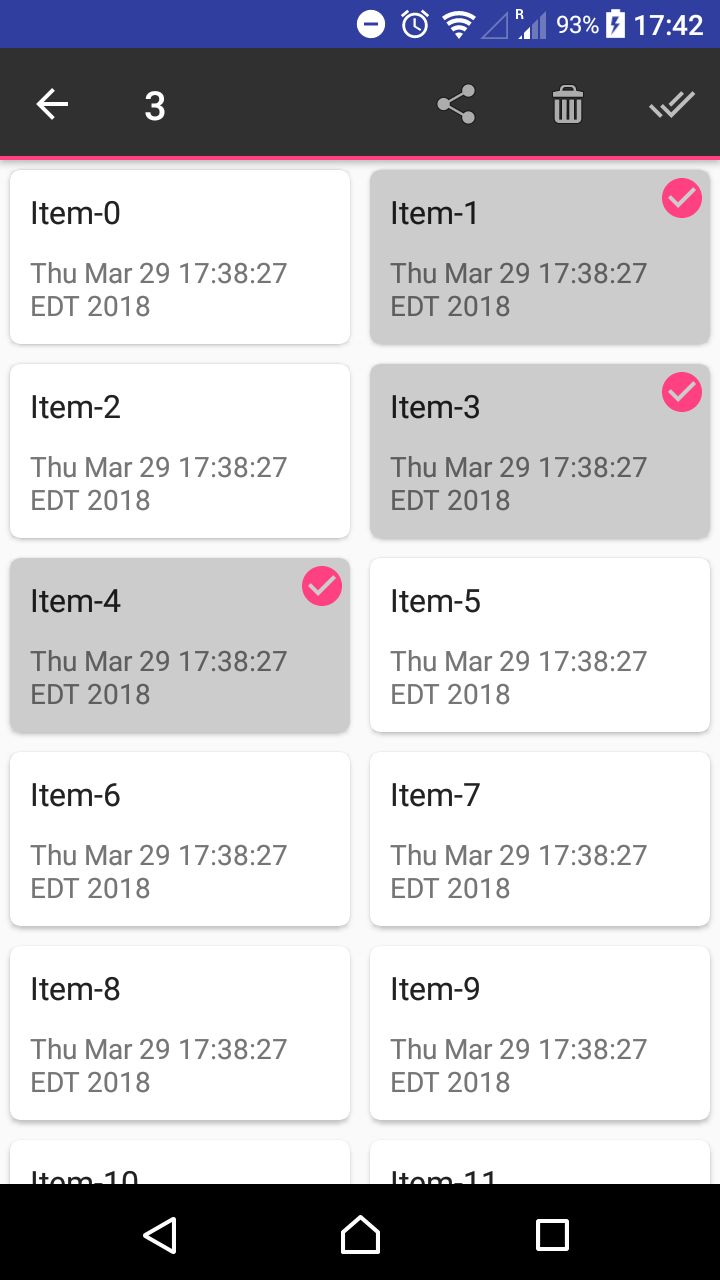 R 93% 17:42
3
Item-0
Thu Mar 29 17:38:27
EDT 2018
Item-1
Thu Mar 29 17:38:27
EDT 2018
Item-2
Thu Mar 29 17:38:27
EDT 2018
Item-3
Thu Mar 29 17:38:27
EDT 2018
Item-4
Thu Mar 29 17:38:27
EDT 2018
Item-5
Thu Mar 29 17:38:27
EDT 2018
Item-6
Thu Mar 29 17:38:27
EDT 2018
Item-7
Thu Mar 29 17:38:27
EDT 2018
Item-8
Thu Mar 29 17:38:27
EDT 2018
Item-9
Thu Mar 29 17:38:27
EDT 2018
Item-10
Item-11